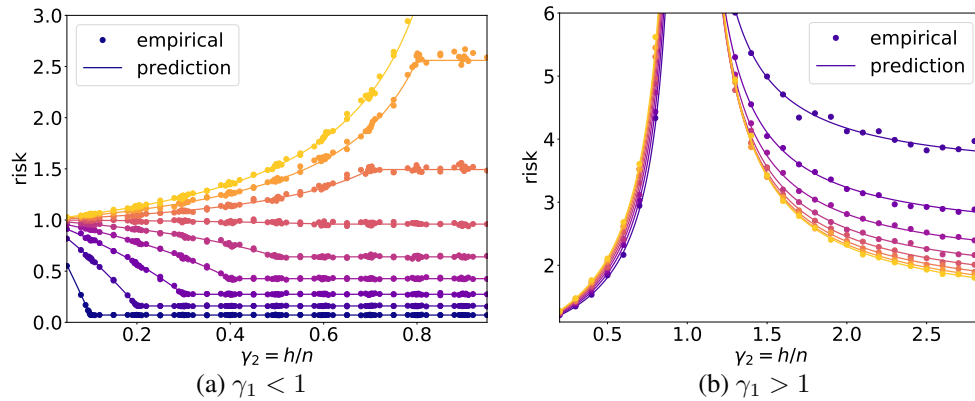 3.0
2.5
2.0
1.5
1.0
0.5
0.0
risk
empirical
prediction
0.2 0.4 0.6 0.8
γ₂ = h/n
(a) γ₁ < 1
6
5
4
3
2
risk
empirical
prediction
0.5 1.0 1.5 2.0 2.5
γ₂ = h/n
(b) γ₁ > 1